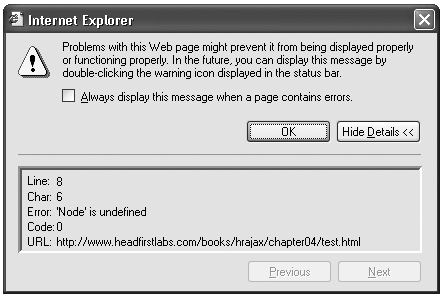 Internet Explorer
Problems with this Web page might prevent it from being displayed properly
or functioning properly. In the future, you can display this message by
double-clicking the warning icon displayed in the status bar.
Always display this message when a page contains errors.
OK
Hide Details <<
Line: 8
Char: 6
Error: 'Node' is undefined
Code: 0
URL: http://www.headfirstlabs.com/books/hrajax/chapter04/test.html
Previous
Next